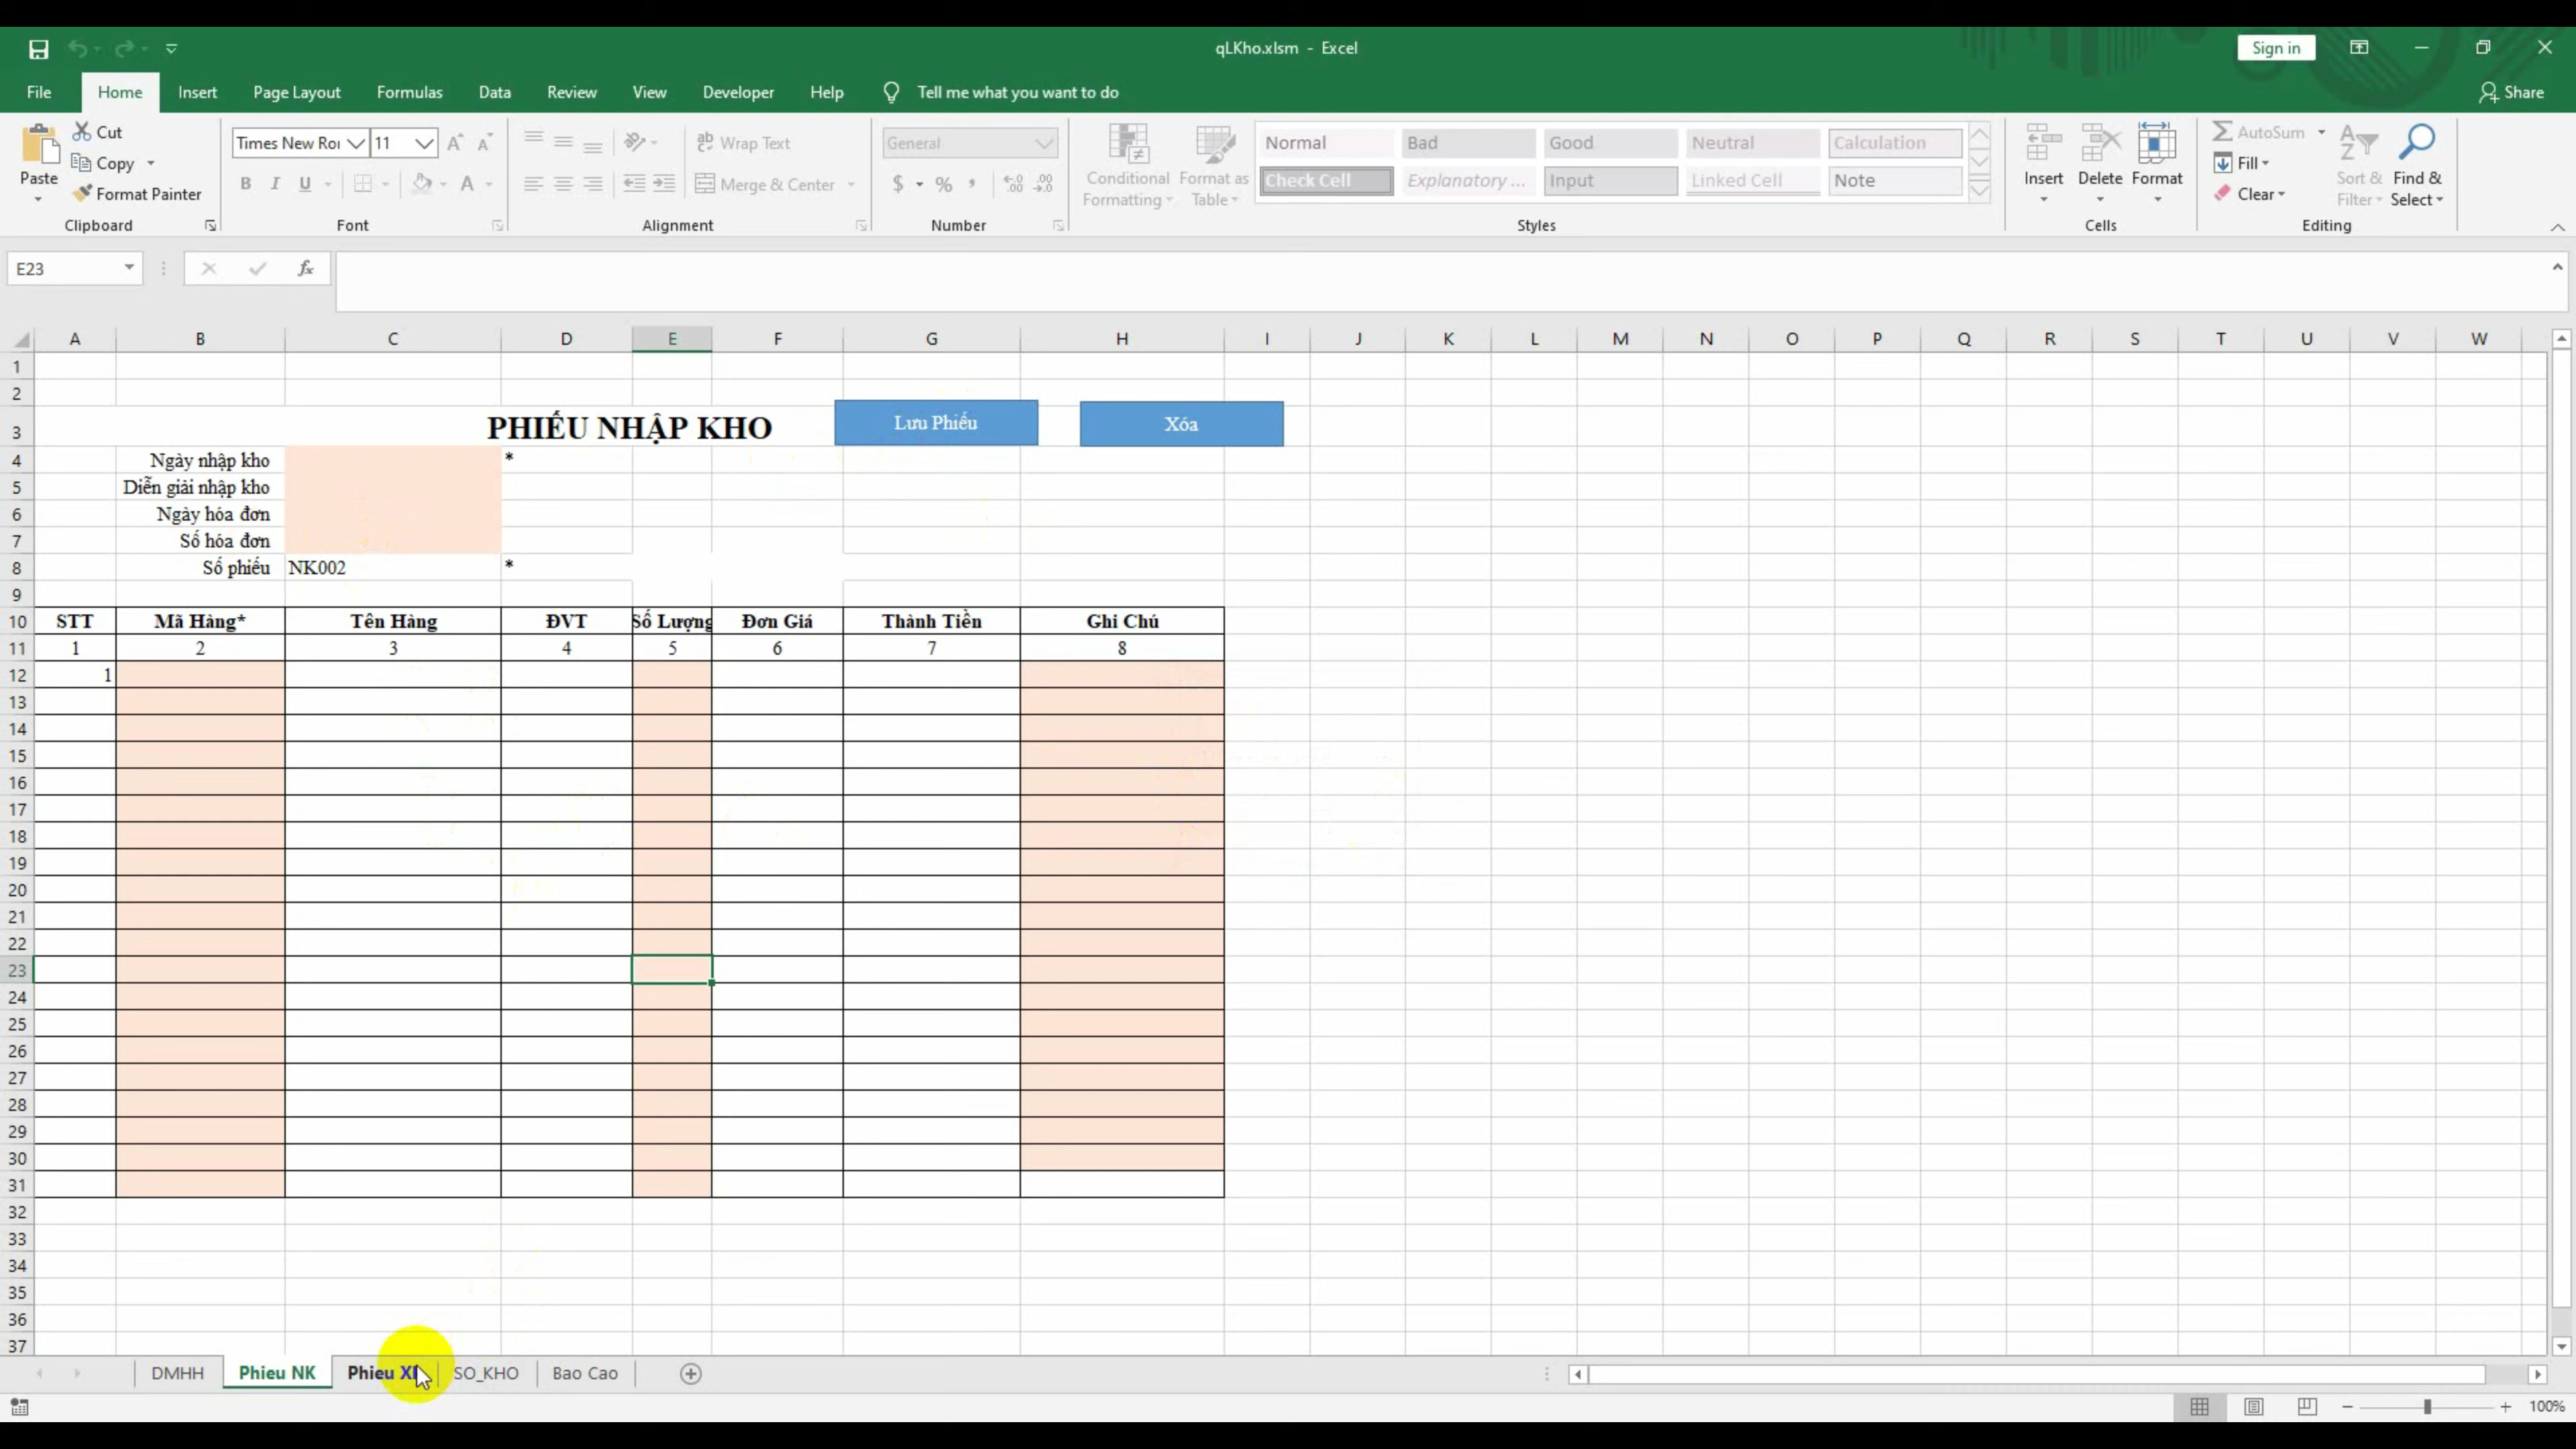 qLKho.xlsm - Excel
Sign in
File Home Insert Page Layout Formulas Data Review View Developer Help Tell me what you want to do Share
Paste
Cut
Copy
Format Painter
Clipboard
Times New Ror 11
B I U A
Font
Wrap Text
Merge & Center
Alignment
General
$ % ,
Number
Conditional Formatting
Format as Table
Normal Bad Good Neutral Calculation
Check Cell Explanatory ... Input Linked Cell Note
Styles
Insert Delete Format
Cells
AutoSum
Fill
Clear
Sort & Filter
Find & Select
Editing
E23 fx
A B C D E F G H I J K L M N O P Q R S T U V W
1
2
3 PHIẾU NHẬP KHO Lưu Phiếu Xóa
4 Ngày nhập kho *
5 Diễn giải nhập kho
6 Ngày hóa đơn
7 Số hóa đơn
8 Số phiếu NK002 *
9
10 STT Mã Hàng* Tên Hàng ĐVT Số Lượng Đơn Giá Thành Tiền Ghi Chú
11 1 2 3 4 5 6 7 8
12 1
13
14
15
16
17
18
19
20
21
22
23
24
25
26
27
28
29
30
31
32
33
34
35
36
37
DMHH Phieu NK Phieu SO_KHO Bao Cao
100%